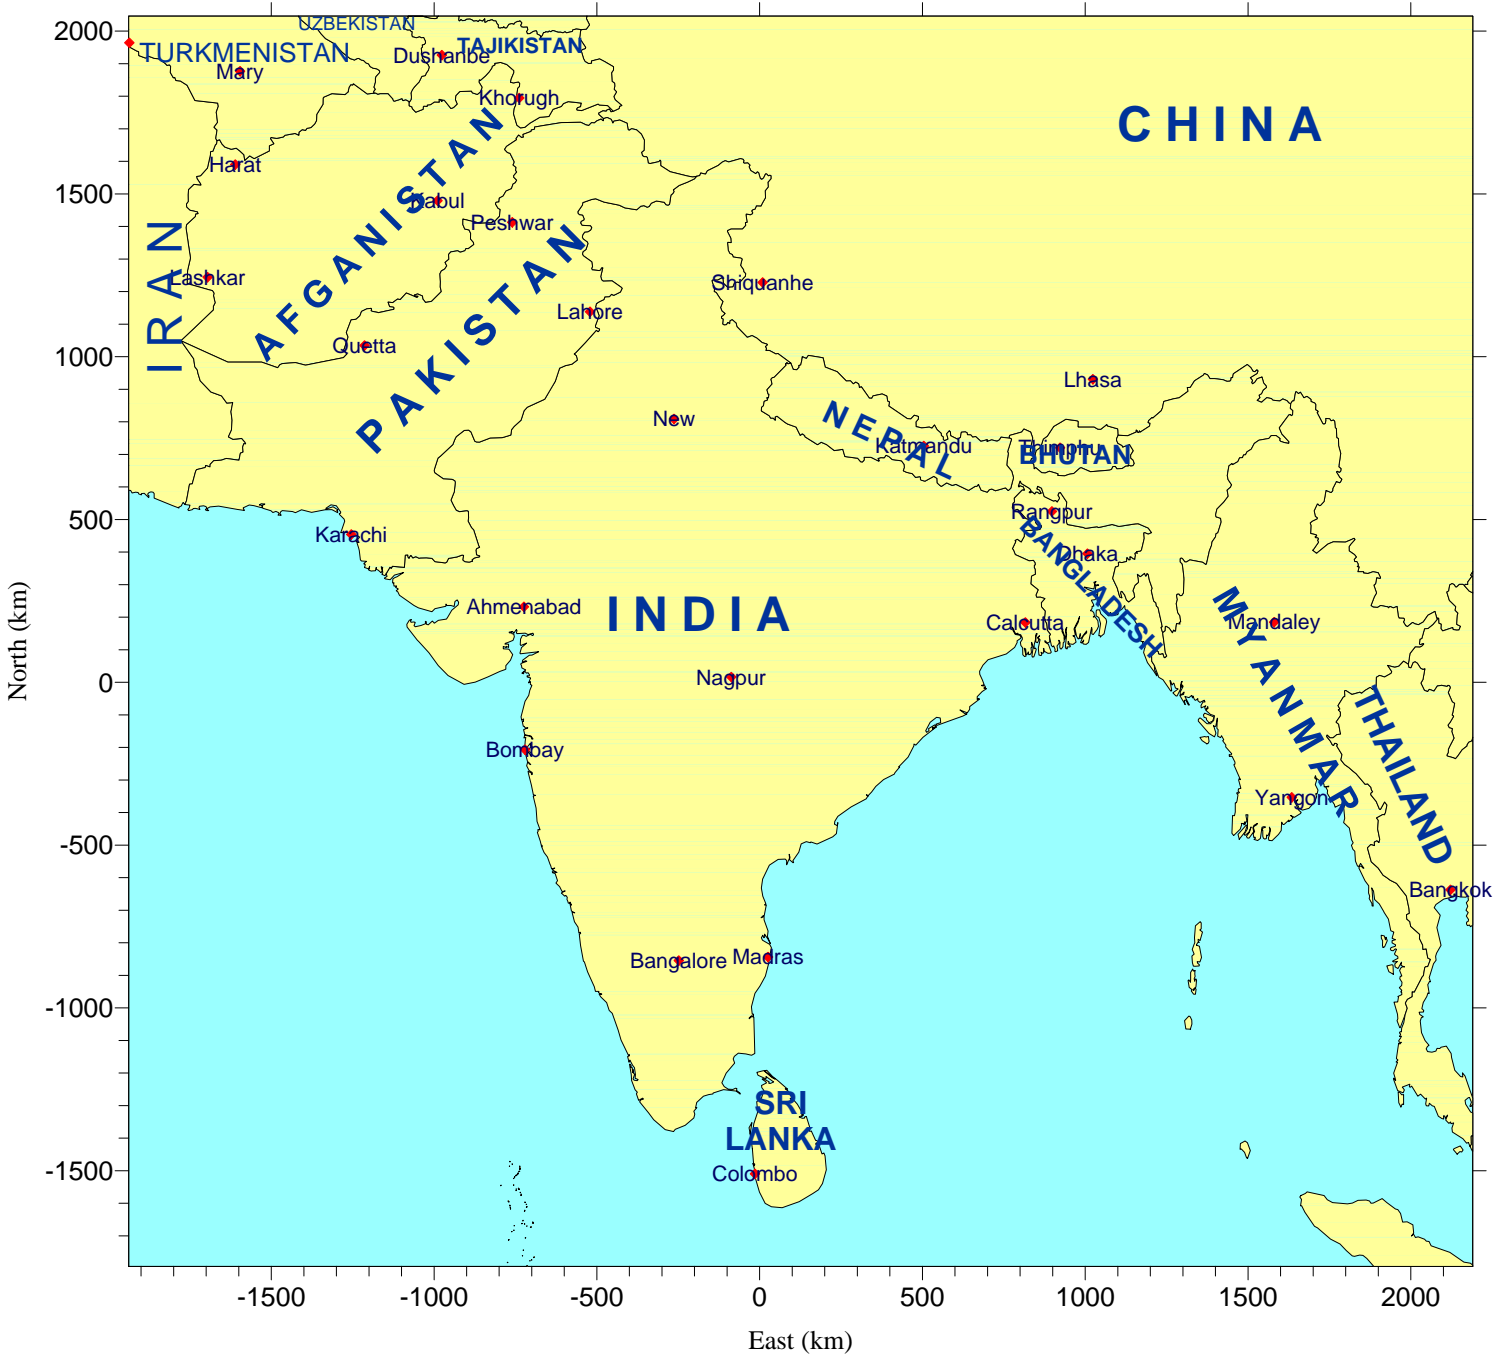 UZBEKISTAN
2000
TURKMENISTAN
TAJIKISTAN
Dushanbe
Mary
Khorugh
CHINA
Harat
1500
Kabul
AFGANISTAN
Peshwar
IRAN
Lashkar
Shiquanhe
PAKISTAN
Lahore
Quetta
1000
Lhasa
New
NEPAL
Katmandu
Thimphu
BHUTAN
500
Rangpur
Karachi
BANGLADESH
Dhaka
Ahmenabad
INDIA
Calcutta
MYANMAR
Mandaley
North (km)
0
Nagpur
THAILAND
Bombay
Yangon
-500
Bangkok
Bangalore
Madras
-1000
SRI
LANKA
-1500
Colombo
-1500
-1000
-500
0
500
1000
1500
2000
East (km)